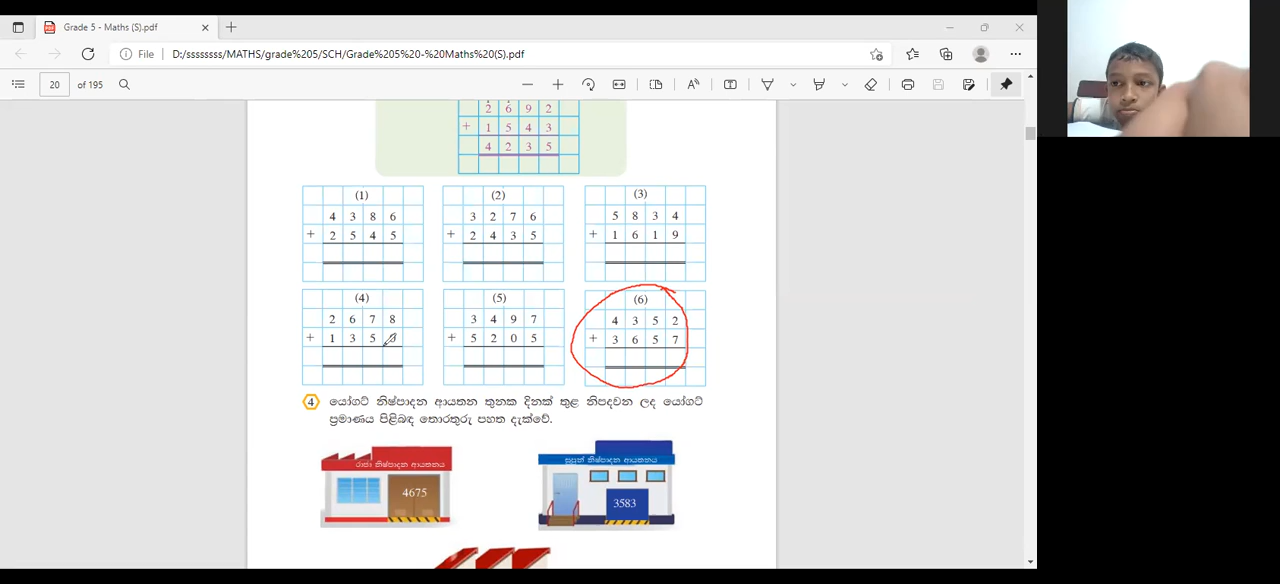 Grade 5 - Maths (S).pdf
File D:/ssssssss/MATHS/grade%205/SCH/Grade%205%20-%20Maths%20(S).pdf
20 of 195
2 6 9 2
+ 1 5 4 3
4 2 3 5
(1) (2) (3)
4 3 8 6 3 2 7 6 5 8 3 4
+ 2 5 4 5 + 2 4 3 5 + 1 6 1 9
(4) (5) (6)
2 6 7 8 3 4 9 7 4 3 5 2
+ 1 3 5 + 5 2 0 5 + 3 6 5 7
4 යෝගට් නිෂ්පාදන ආයතන තුනක දිනක් තුළ නිපදවන ලද යෝගට්
ප්‍රමාණය පිළිබඳ තොරතුරු පහත දැක්වේ.
රාජා නිෂ්පාදන ආයතනය
නිෂ්පාදන ආයතනය
4675
3583